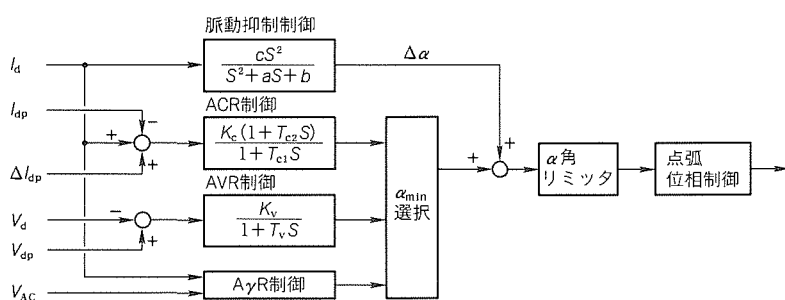 脈動抑制制御
I_d
cS²
S²+aS+b
Δα
I_dp
−
ACR制御
+
K_c(1+T_c2S)
1+T_c1S
+
ΔI_dp
AVR制御
α_min
選択
+
+
α角
リミッタ
点弧
位相制御
V_d
−
K_v
1+T_vS
V_dp
+
AγR制御
V_AC